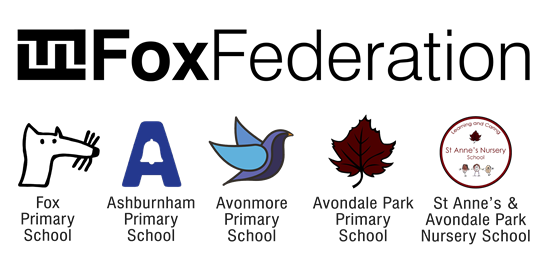 FoxFederation
Fox
Primary
School
Ashburnham
Primary
School
Avonmore
Primary
School
Avondale Park
Primary
School
Learning and Caring
St Anne's Nursery
School
St Anne's &
Avondale Park
Nursery School